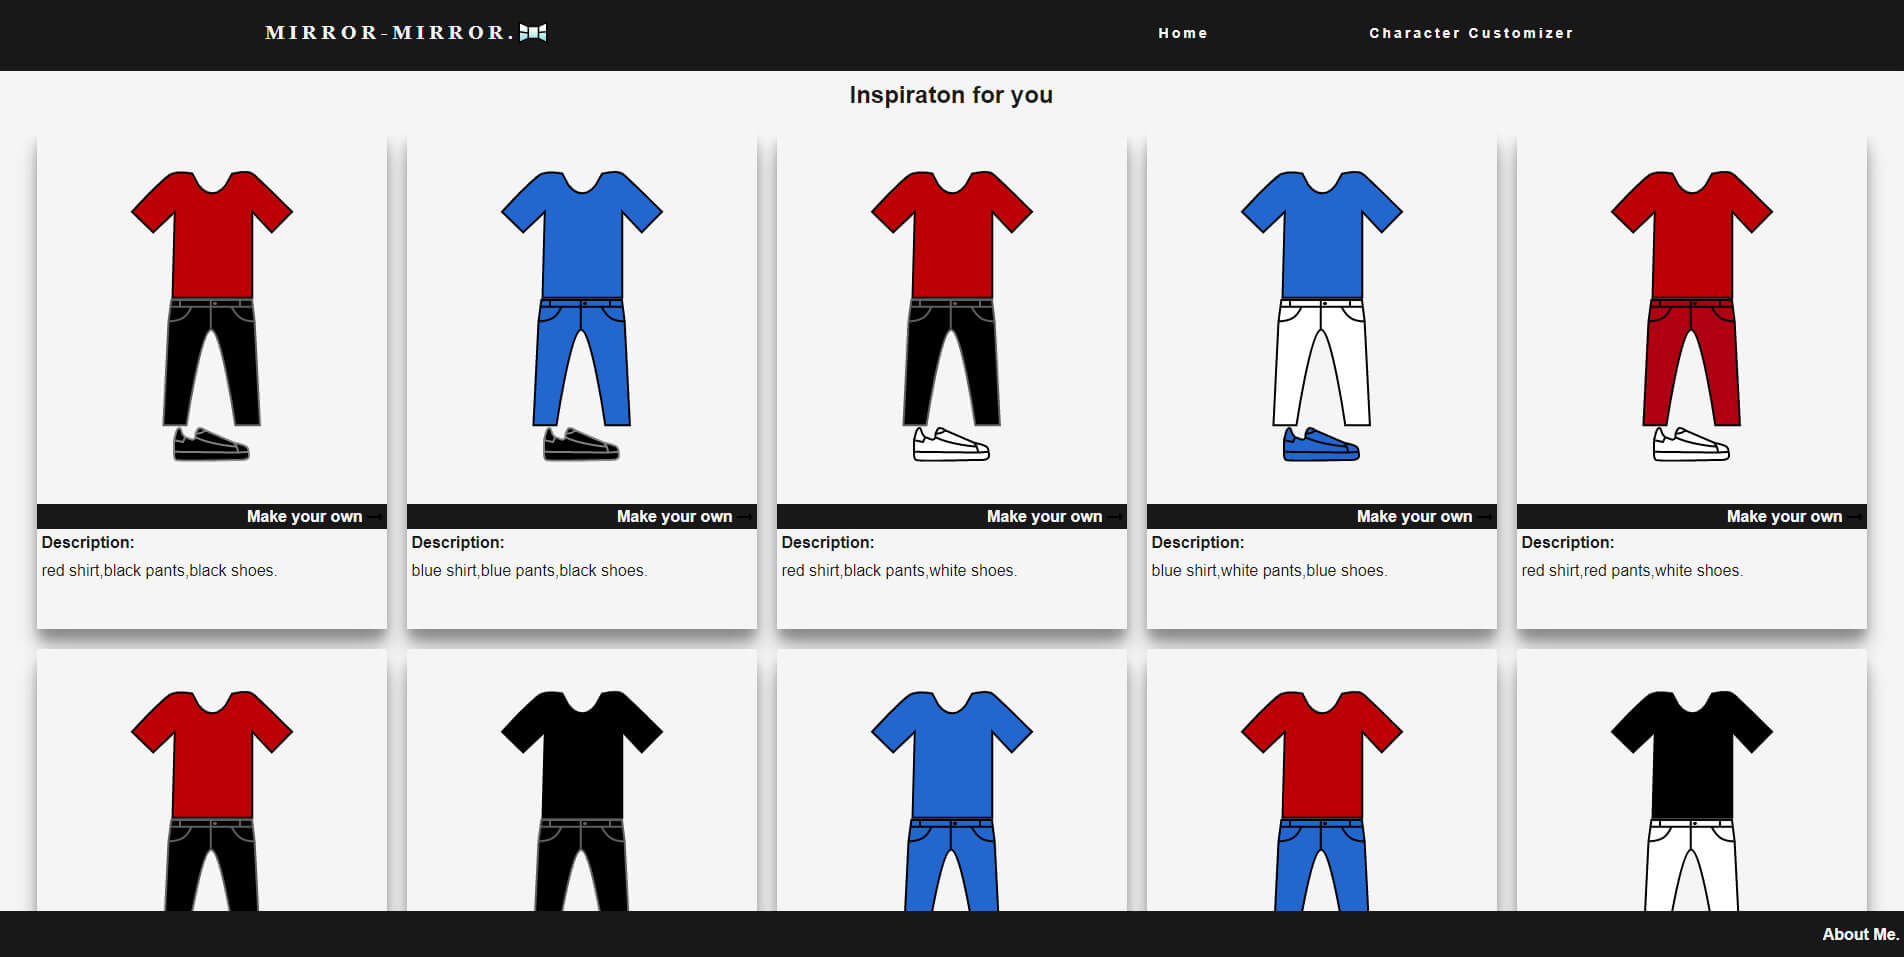 MIRROR-MIRROR.
Home
Character Customizer
Inspiraton for you
Make your own →
Make your own →
Make your own →
Make your own →
Make your own →
Description:
Description:
Description:
Description:
Description:
red shirt,black pants,black shoes.
blue shirt,blue pants,black shoes.
red shirt,black pants,white shoes.
blue shirt,white pants,blue shoes.
red shirt,red pants,white shoes.
About Me.